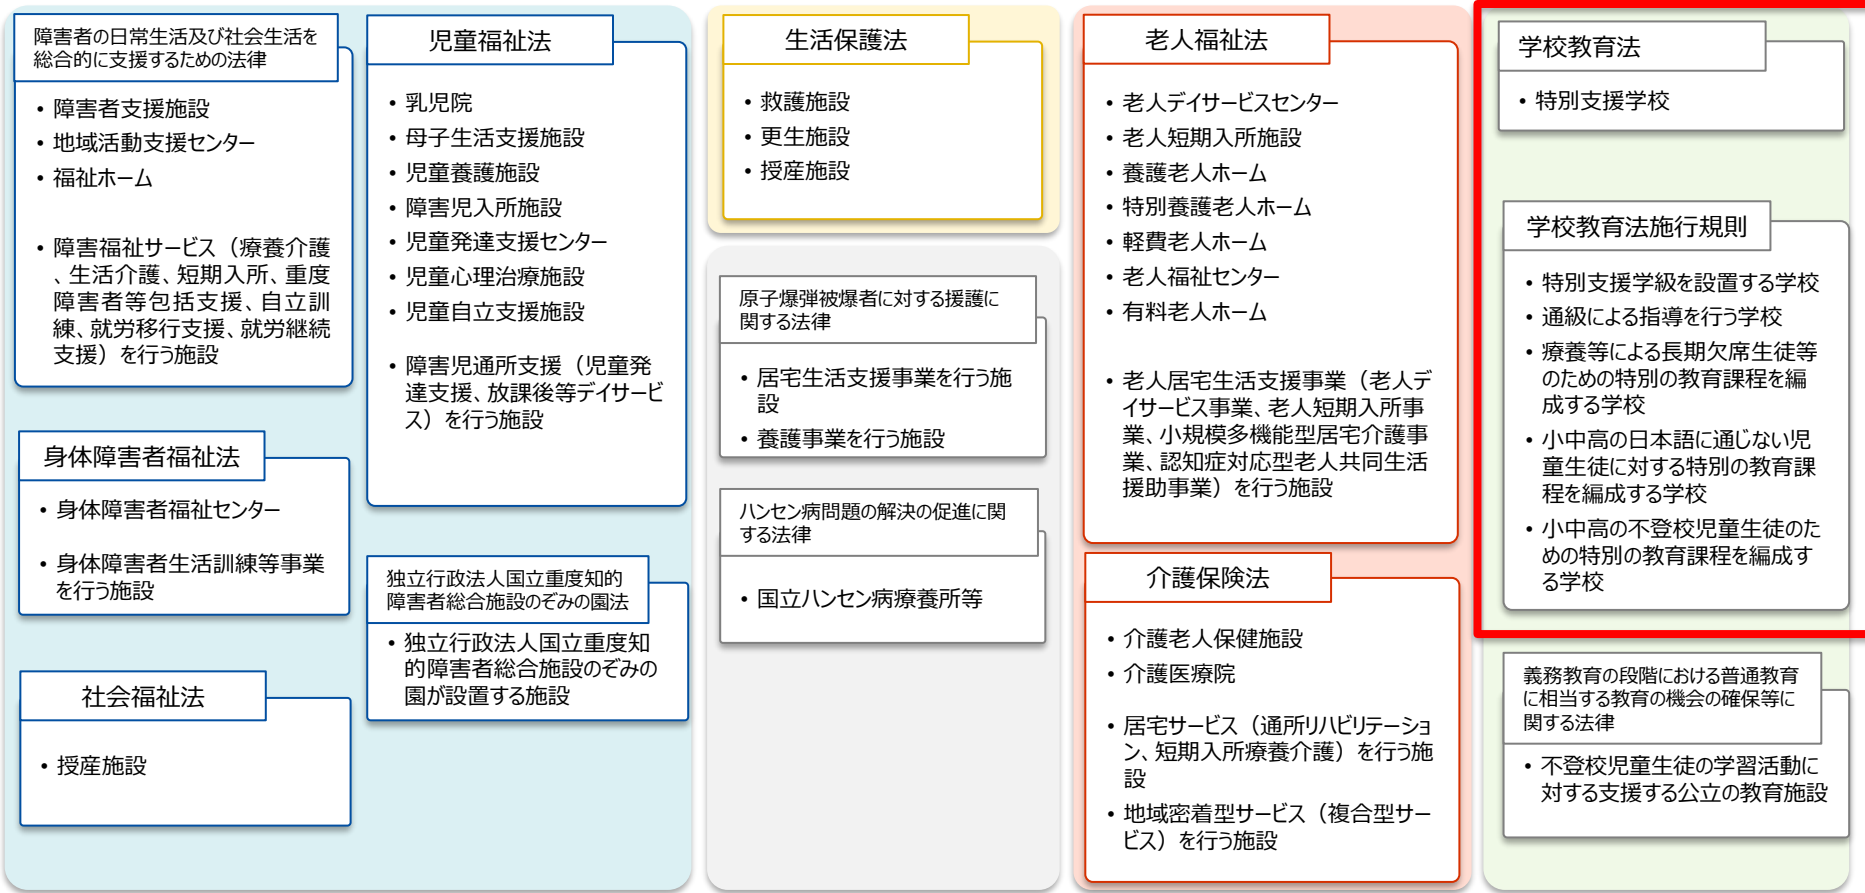 障害者の日常生活及び社会生活を
総合的に支援するための法律
• 障害者支援施設
• 地域活動支援センター
• 福祉ホーム
• 障害福祉サービス（療養介護
、生活介護、短期入所、重度
障害者等包括支援、自立訓
練、就労移行支援、就労継続
支援）を行う施設
身体障害者福祉法
• 身体障害者福祉センター
• 身体障害者生活訓練等事業
を行う施設
社会福祉法
• 授産施設
児童福祉法
• 乳児院
• 母子生活支援施設
• 児童養護施設
• 障害児入所施設
• 児童発達支援センター
• 児童心理治療施設
• 児童自立支援施設
• 障害児通所支援（児童発
達支援、放課後等デイサービ
ス）を行う施設
独立行政法人国立重度知的
障害者総合施設のぞみの園法
• 独立行政法人国立重度知
的障害者総合施設のぞみの
園が設置する施設
生活保護法
• 救護施設
• 更生施設
• 授産施設
原子爆弾被爆者に対する援護に
関する法律
• 居宅生活支援事業を行う施
設
• 養護事業を行う施設
ハンセン病問題の解決の促進に関
する法律
• 国立ハンセン病療養所等
老人福祉法
• 老人デイサービスセンター
• 老人短期入所施設
• 養護老人ホーム
• 特別養護老人ホーム
• 軽費老人ホーム
• 老人福祉センター
• 有料老人ホーム
• 老人居宅生活支援事業（老人デ
イサービス事業、老人短期入所事
業、小規模多機能型居宅介護事
業、認知症対応型老人共同生活
援助事業）を行う施設
介護保険法
• 介護老人保健施設
• 介護医療院
• 居宅サービス（通所リハビリテーショ
ン、短期入所療養介護）を行う施
設
• 地域密着型サービス（複合型サー
ビス）を行う施設
学校教育法
• 特別支援学校
学校教育法施行規則
• 特別支援学級を設置する学校
• 通級による指導を行う学校
• 療養等による長期欠席生徒等
のための特別の教育課程を編
成する学校
• 小中高の日本語に通じない児
童生徒に対する特別の教育課
程を編成する学校
• 小中高の不登校児童生徒のた
めの特別の教育課程を編成す
る学校
義務教育の段階における普通教育
に相当する教育の機会の確保等に
関する法律
• 不登校児童生徒の学習活動に
対する支援する公立の教育施設